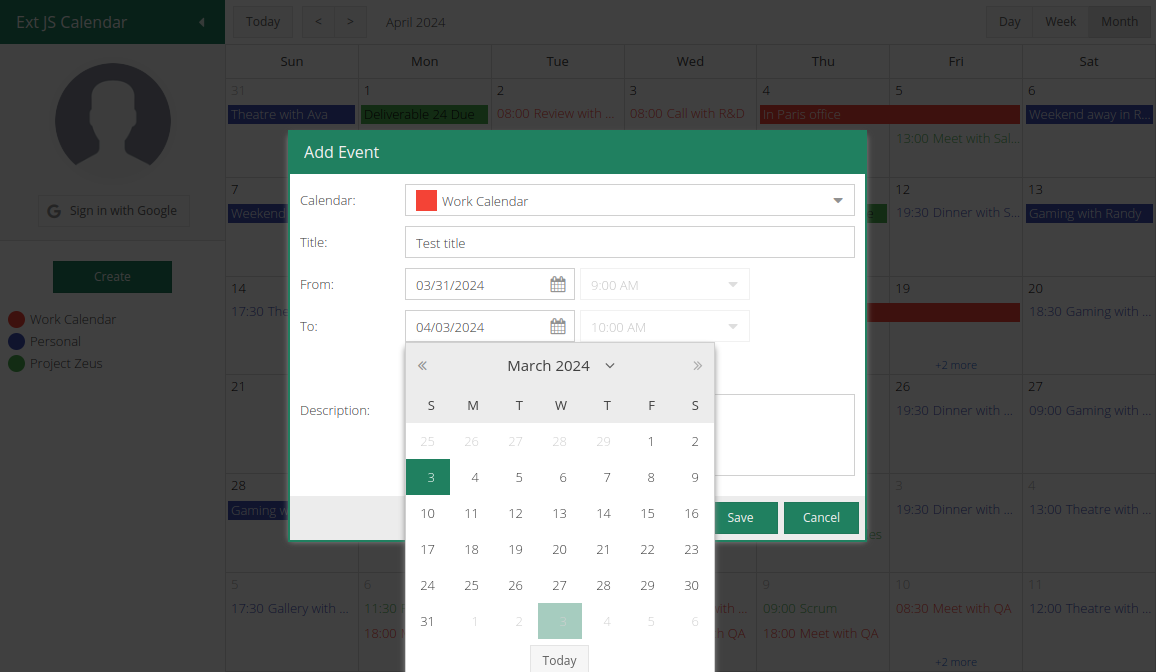 Ext JS Calendar
Today < > April 2024 Day Week Month
Sign in with Google
Create
Work Calendar
Personal
Project Zeus
Sun Mon Tue Wed Thu Fri Sat
31 1 2 3 4 5 6
Theatre with Ava Deliverable 24 Due 08:00 Review with ... 08:00 Call with R&D In Paris office Weekend away in R...
13:00 Meet with Sal...
7 12 13
Weekend 19:30 Dinner with S... Gaming with Randy
14 19 20
17:30 The 18:30 Gaming with ...
+2 more
21 26 27
19:30 Dinner with ... 09:00 Gaming with ...
28 3 4
Gaming w 19:30 Dinner with ... 13:00 Theatre with ...
es
5 6 9 10 11
17:30 Gallery with ... 11:30 with ... 09:00 Scrum 08:30 Meet with QA 12:00 Theatre with ...
18:00 h QA 18:00 Meet with QA
+2 more
Add Event
Calendar: Work Calendar
Title: Test title
From: 03/31/2024 9:00 AM
To: 04/03/2024 10:00 AM
Description:
March 2024
S M T W T F S
25 26 27 28 29 1 2
3 4 5 6 7 8 9
10 11 12 13 14 15 16
17 18 19 20 21 22 23
24 25 26 27 28 29 30
31 1 2 3 4 5 6
Today
Save Cancel